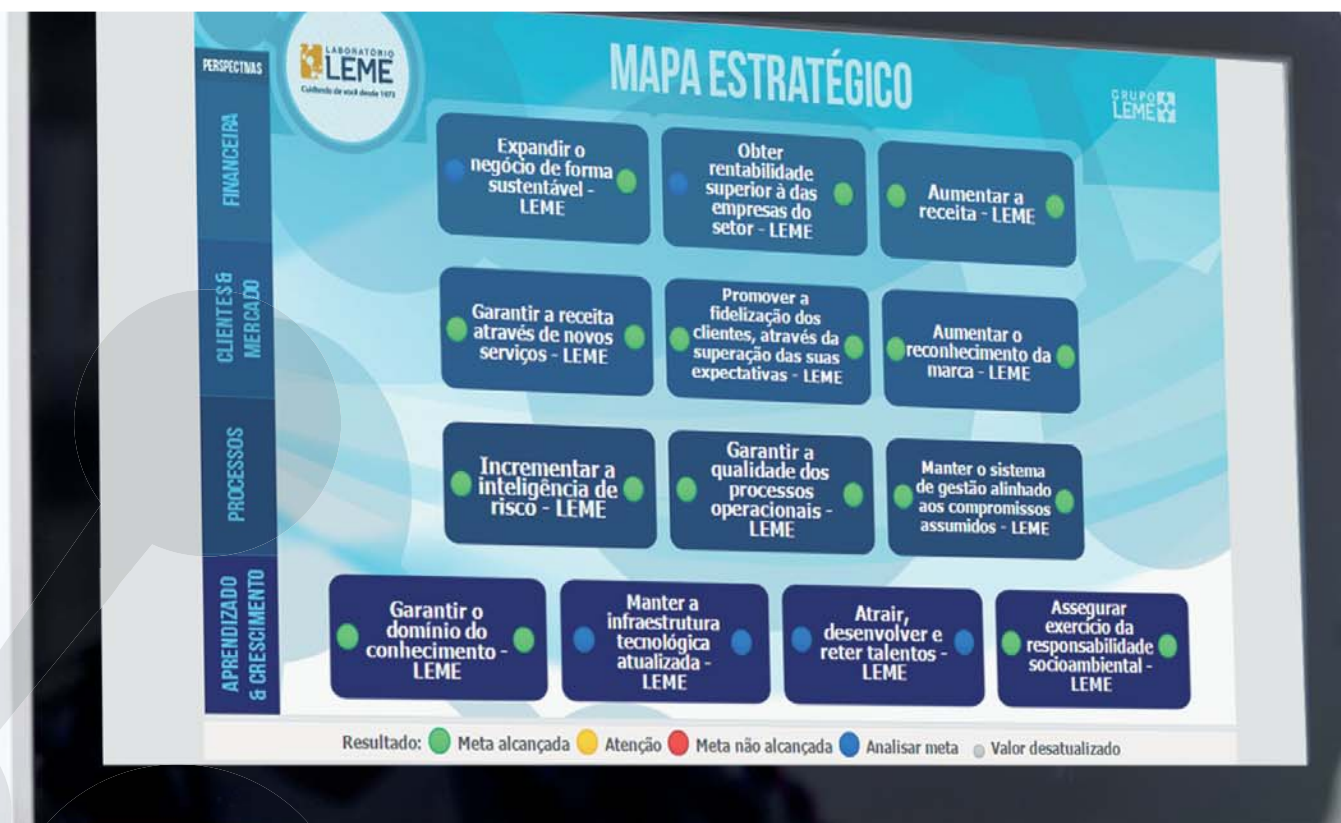 PERSPECTIVAS
LABORATÓRIO
LEME
Cuidando de você desde 1973
MAPA ESTRATÉGICO
GRUPO
LEME
FINANCEIRA
Expandir o
negócio de forma
sustentável -
LEME
Obter
rentabilidade
superior à das
empresas do
setor - LEME
Aumentar a
receita - LEME
CLIENTES &
MERCADO
Garantir a receita
através de novos
serviços - LEME
Promover a
fidelização dos
clientes, através da
superação das suas
expectativas - LEME
Aumentar o
reconhecimento da
marca - LEME
PROCESSOS
Incrementar a
inteligência de
risco - LEME
Garantir a
qualidade dos
processos
operacionais -
LEME
Manter o sistema
de gestão alinhado
aos compromissos
assumidos - LEME
APRENDIZADO
& CRESCIMENTO
Garantir o
domínio do
conhecimento -
LEME
Manter a
infraestrutura
tecnológica
atualizada -
LEME
Atrair,
desenvolver e
reter talentos -
LEME
Assegurar
exercício da
responsabilidade
socioambiental -
LEME
Resultado: Meta alcançada Atenção Meta não alcançada Analisar meta Valor desatualizado